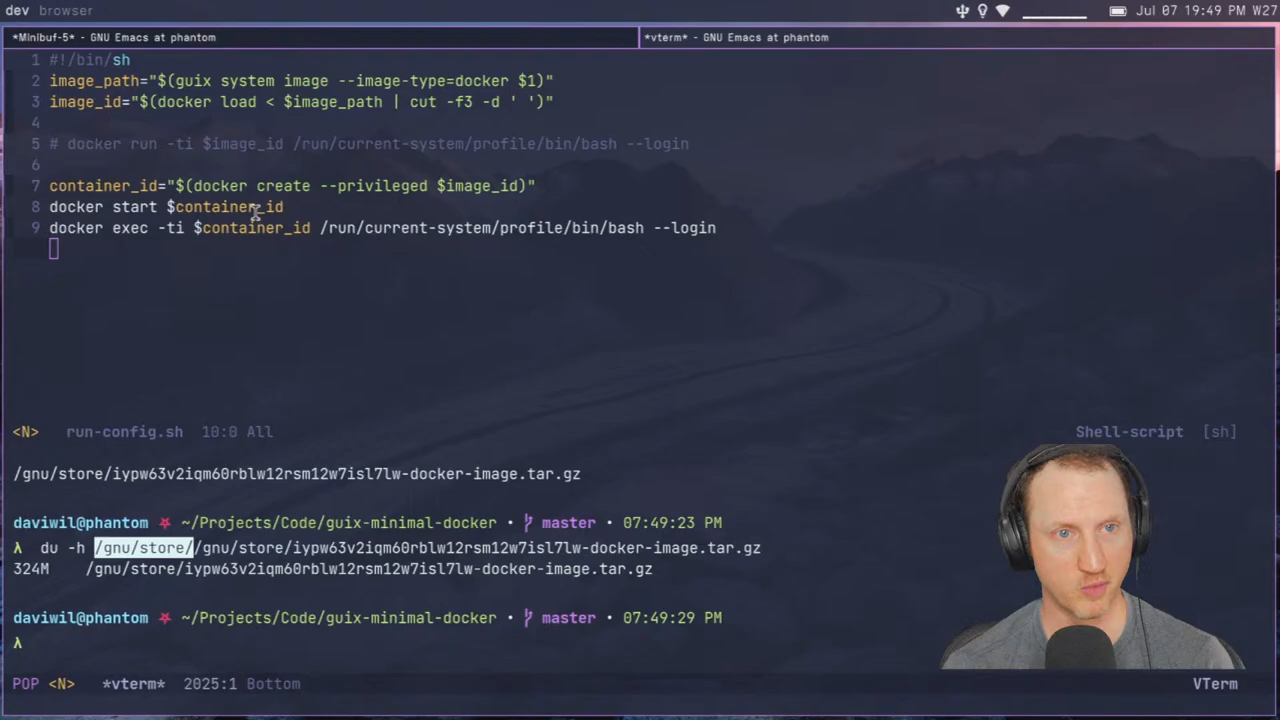 dev browser
Jul 07 19:49 PM W27
*Minibuf-5* - GNU Emacs at phantom
*vterm* - GNU Emacs at phantom
1 #!/bin/sh
2 image_path="$(guix system image --image-type=docker $1)"
3 image_id="$(docker load < $image_path | cut -f3 -d ' ')"
4
5 # docker run -ti $image_id /run/current-system/profile/bin/bash --login
6
7 container_id="$(docker create --privileged $image_id)"
8 docker start $container_id
9 docker exec -ti $container_id /run/current-system/profile/bin/bash --login
<N> run-config.sh 10:0 All
Shell-script [sh]
/gnu/store/iypw63v2iqm60rblw12rsm12w7isl7lw-docker-image.tar.gz
daviwil@phantom ~/Projects/Code/guix-minimal-docker • master • 07:49:23 PM
λ du -h /gnu/store//gnu/store/iypw63v2iqm60rblw12rsm12w7isl7lw-docker-image.tar.gz
324M /gnu/store/iypw63v2iqm60rblw12rsm12w7isl7lw-docker-image.tar.gz
daviwil@phantom ~/Projects/Code/guix-minimal-docker • master • 07:49:29 PM
λ
POP <N> *vterm* 2025:1 Bottom
VTerm